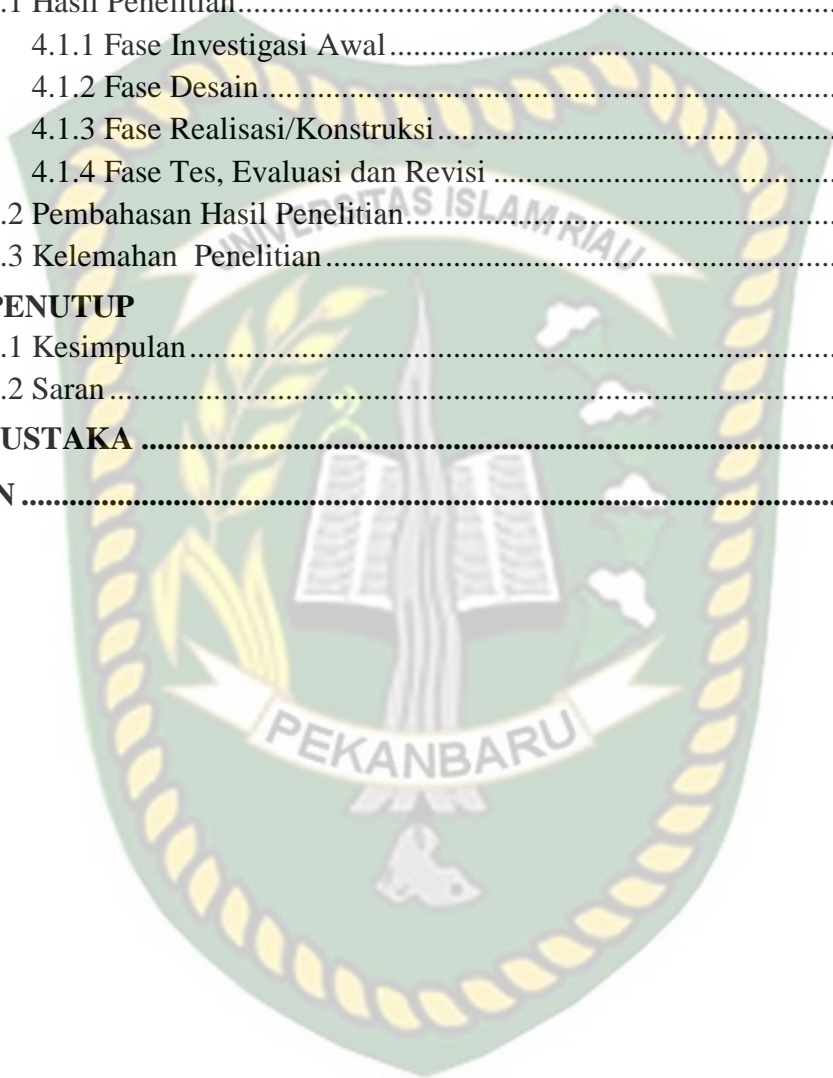 .1 Hasil Penelitian
4.1.1 Fase Investigasi Awal
4.1.2 Fase Desain
4.1.3 Fase Realisasi/Konstruksi
4.1.4 Fase Tes, Evaluasi dan Revisi
UNIVERSITAS ISLAM RIAU
.2 Pembahasan Hasil Penelitian
.3 Kelemahan Penelitian
PENUTUP
.1 Kesimpulan
.2 Saran
USTAKA
N
PEKANBARU